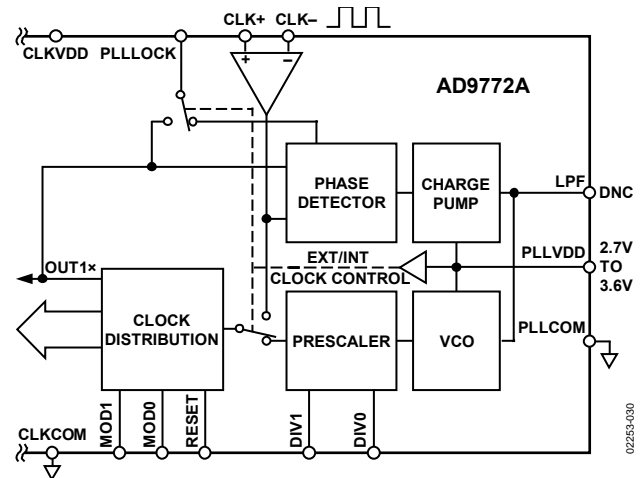 CLK+ CLK–
CLKVDD PLLLOCK
+ –
AD9772A
PHASE
DETECTOR
CHARGE
PUMP
LPF
DNC
OUT1×
EXT/INT
CLOCK CONTROL
PLLVDD
2.7V
TO
3.6V
CLOCK
DISTRIBUTION
PRESCALER
VCO
PLLCOM
CLKCOM
MOD1
MOD0
RESET
DIV1
DIV0
02253-030